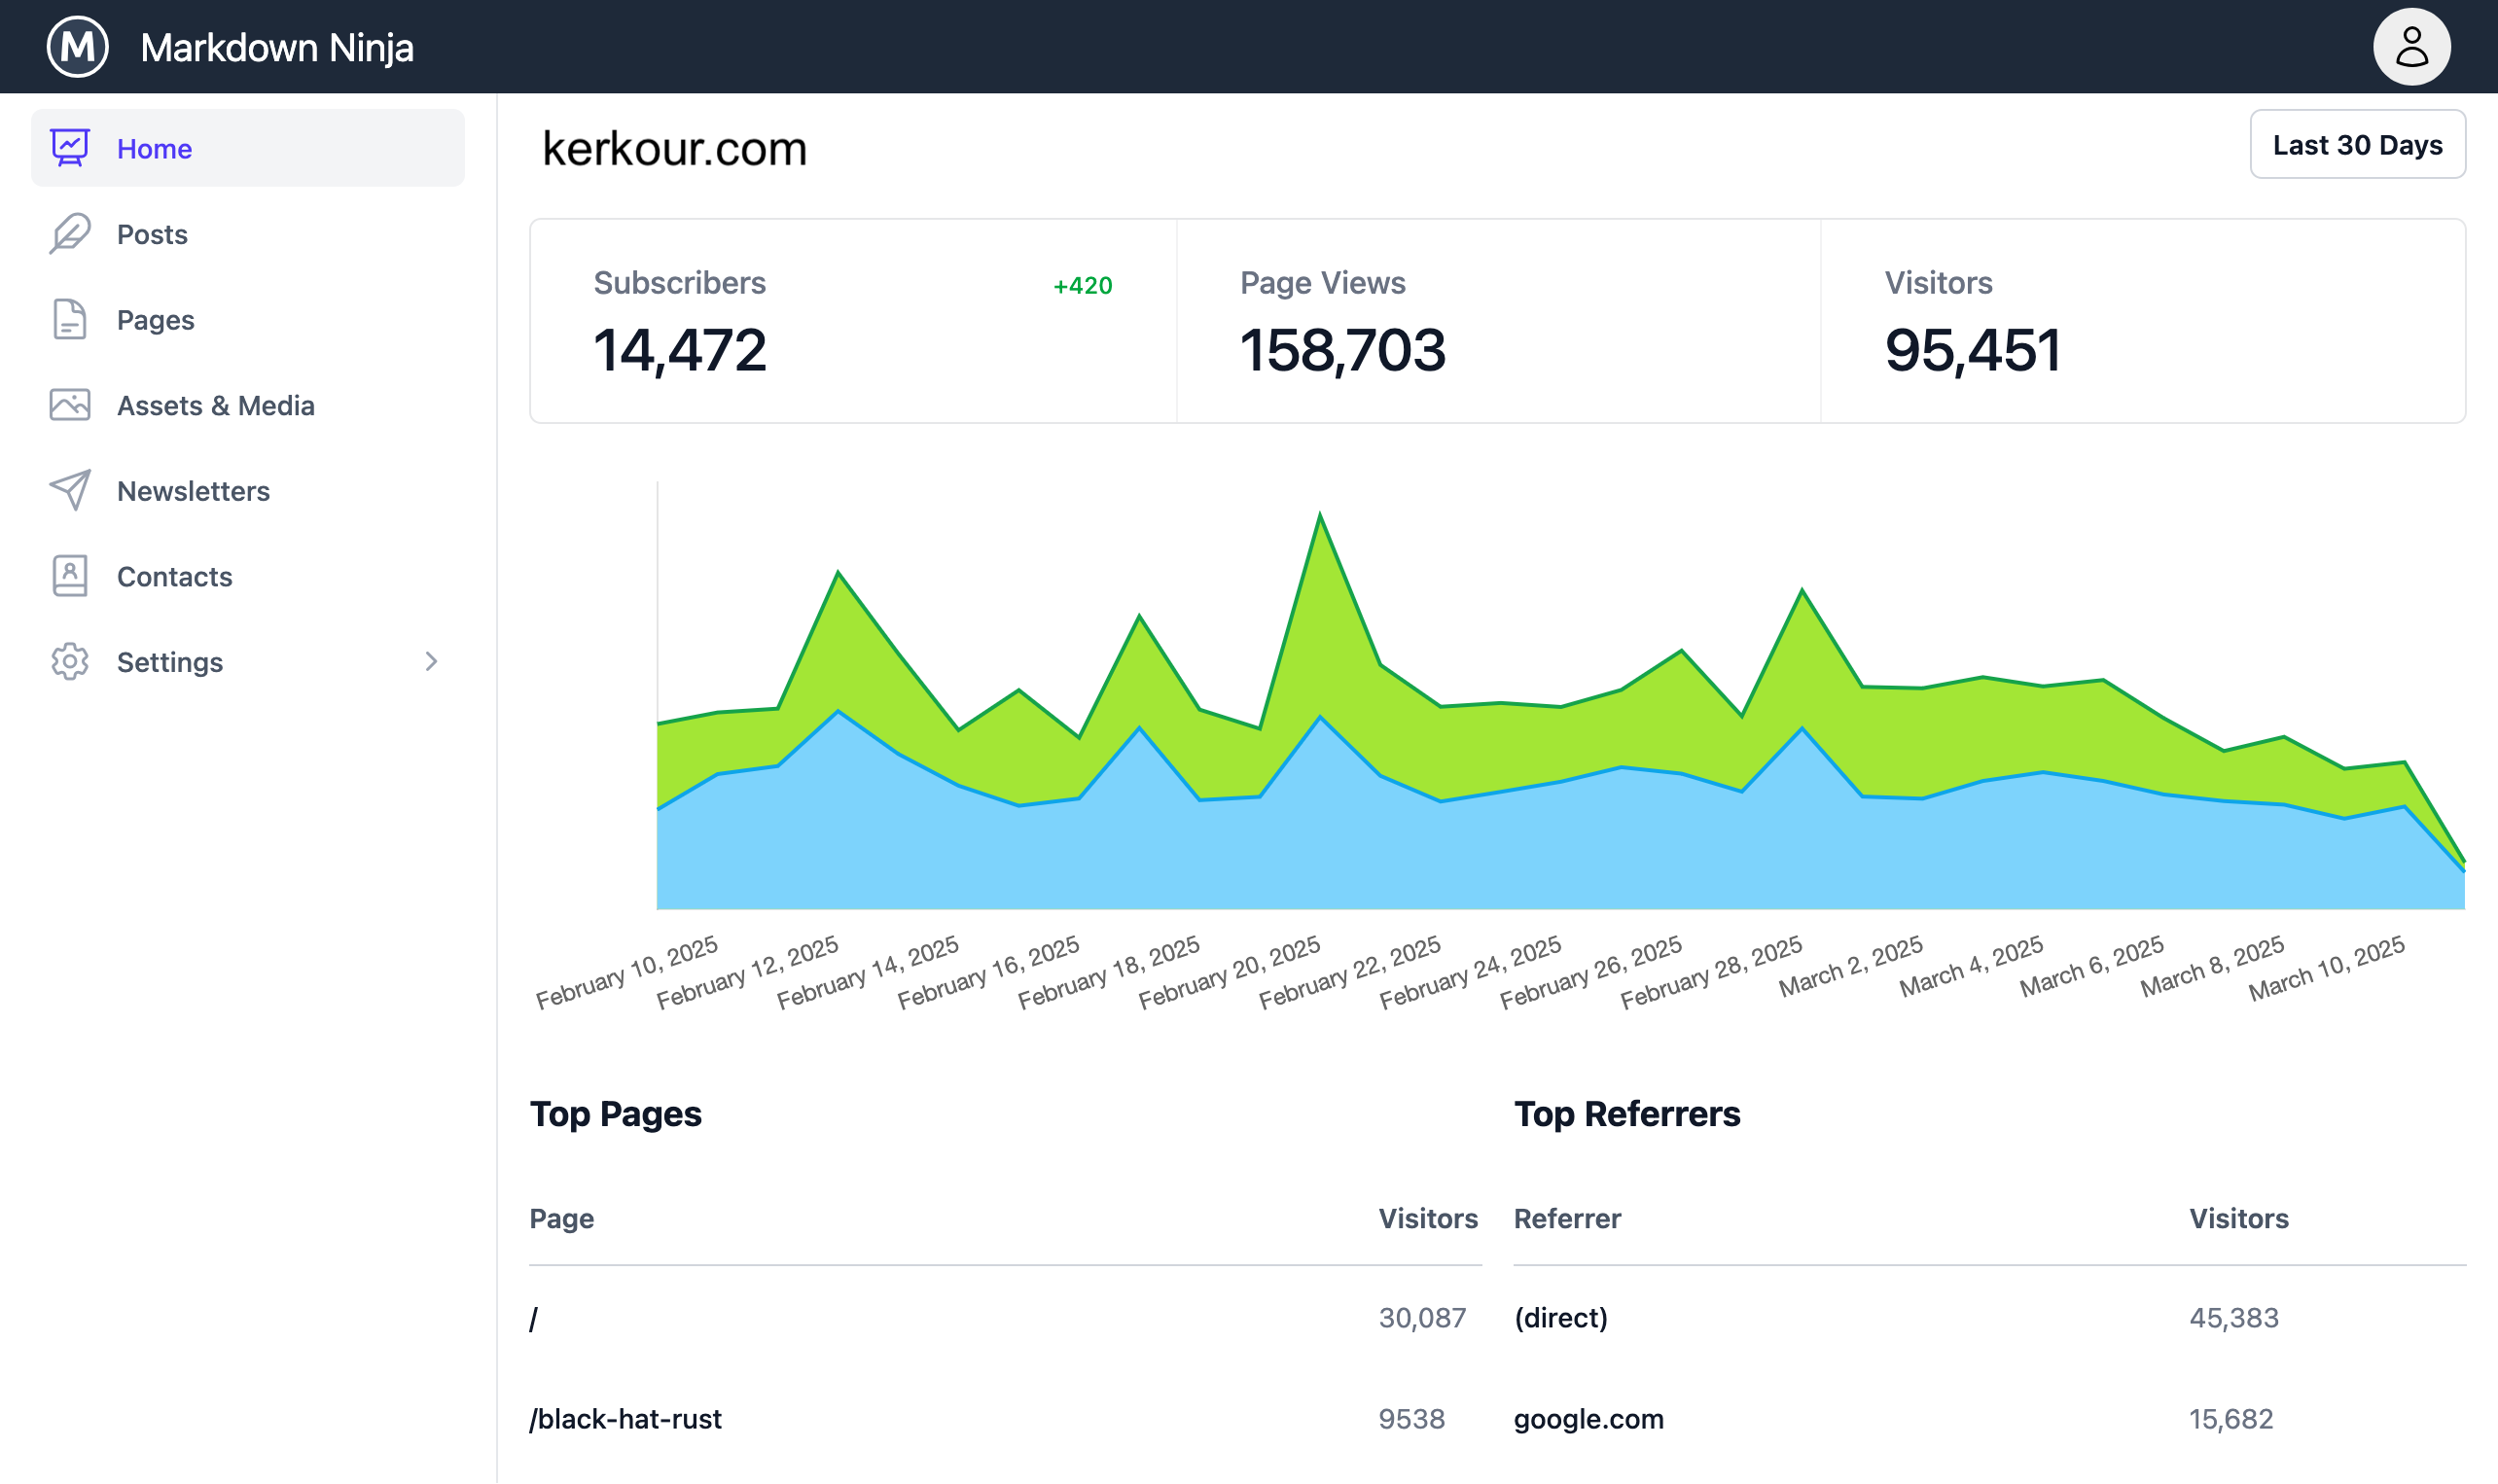 M Markdown Ninja
Home
Posts
Pages
Assets & Media
Newsletters
Contacts
Settings
kerkour.com
Last 30 Days
Subscribers +420
14,472
Page Views
158,703
Visitors
95,451
February 10, 2025
February 12, 2025
February 14, 2025
February 16, 2025
February 18, 2025
February 20, 2025
February 22, 2025
February 24, 2025
February 26, 2025
February 28, 2025
March 2, 2025
March 4, 2025
March 6, 2025
March 8, 2025
March 10, 2025
Top Pages
Page Visitors
/ 30,087
/black-hat-rust 9538
Top Referrers
Referrer Visitors
(direct) 45,383
google.com 15,682